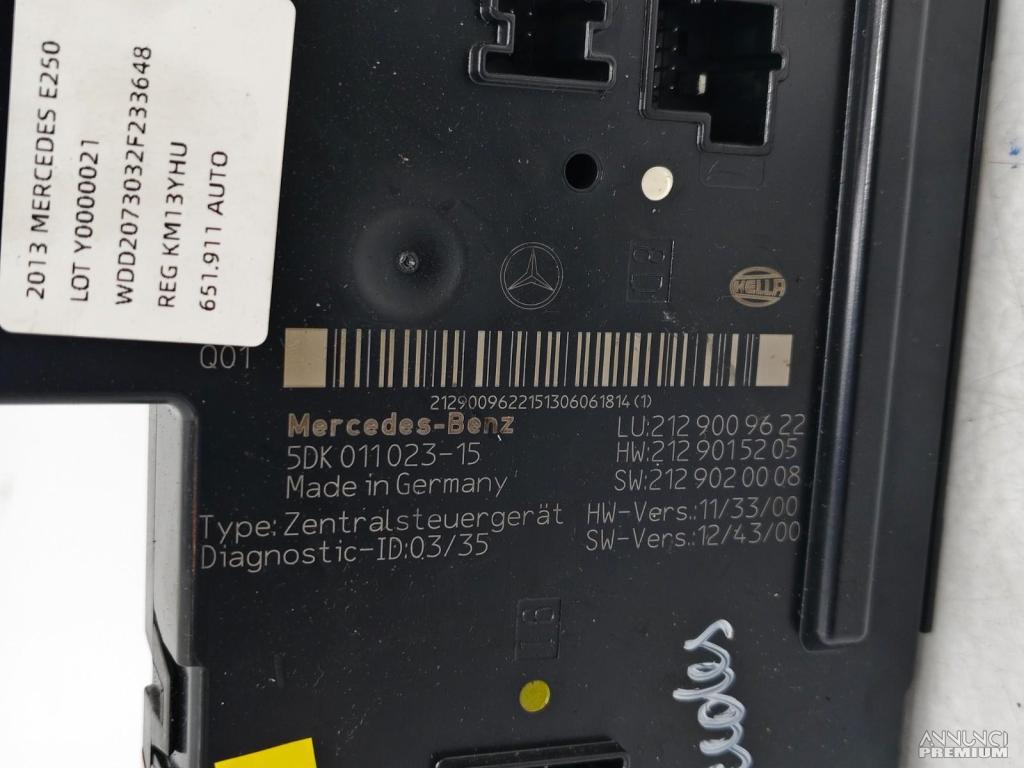 2013 MERCEDES E250
LOT Y0000021
WDD2073032F233648
REG KM13YHU
651.911 AUTO
HELLA
Q01
2129009622151306061814(1)
Mercedes-Benz
5DK 011 023-15
Made in Germany
Type: Zentralsteuergerät
Diagnostic-ID:03/35
LU:212 900 96 22
HW:212 901 52 05
SW:212 902 00 08
HW-Vers.:11/33/00
SW-Vers.:12/43/00
ANNUNCI
PREMIUM